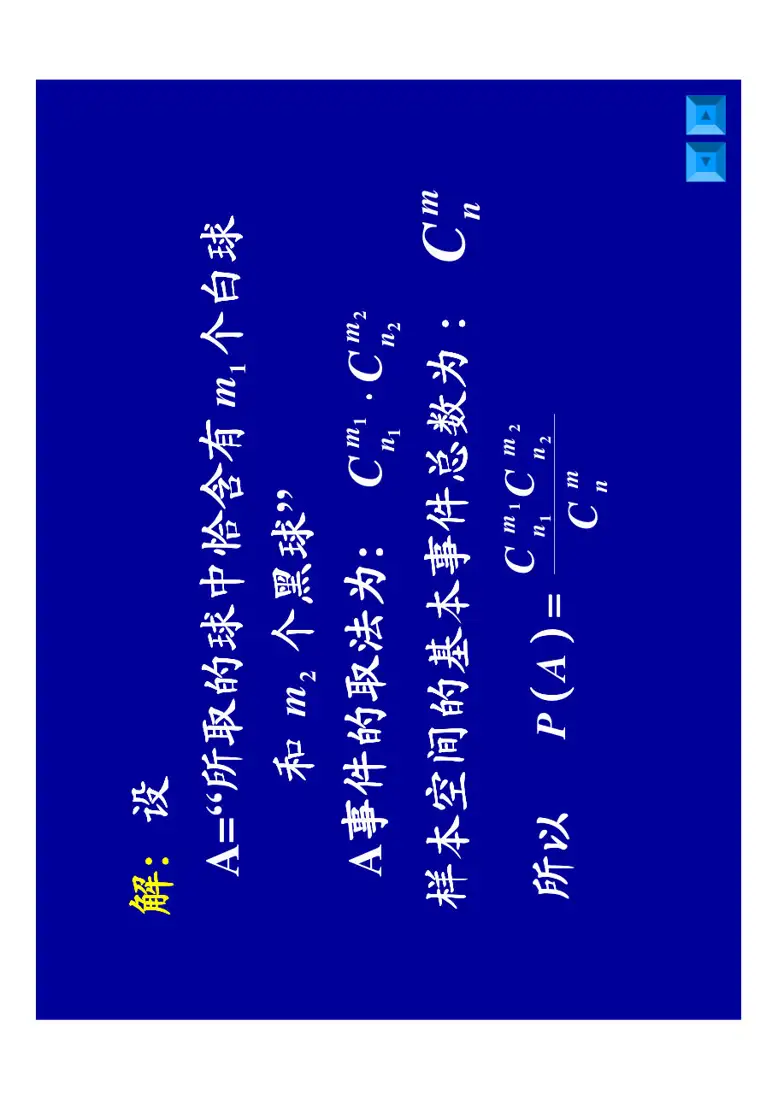 解：设
A=“所取的球中恰含有 m₁ 个白球
和 m₂ 个黑球”
A事件的取法为： C_{n₁}^{m₁} · C_{n₂}^{m₂}
样本空间的基本事件总数为： C_n^m
所以 P(A)= \frac{C_{n₁}^{m₁} C_{n₂}^{m₂}}{C_n^m}